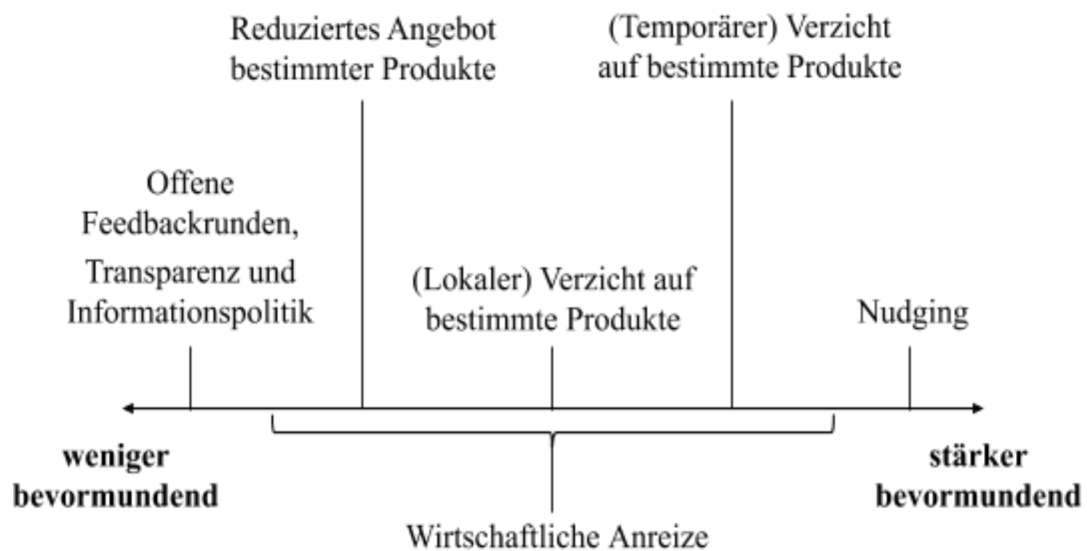 Reduziertes Angebot
bestimmter Produkte
(Temporärer) Verzicht
auf bestimmte Produkte
Offene
Feedbackrunden,
Transparenz und
Informationspolitik
(Lokaler) Verzicht auf
bestimmte Produkte
Nudging
weniger
bevormundend
stärker
bevormundend
Wirtschaftliche Anreize